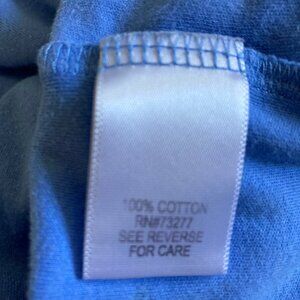 100% COTTON
RN#73277
SEE REVERSE
FOR CARE